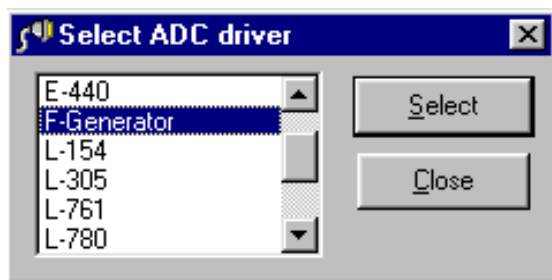 Select ADC driver
E-440
F-Generator
L-154
L-305
L-761
L-780
Select
Close